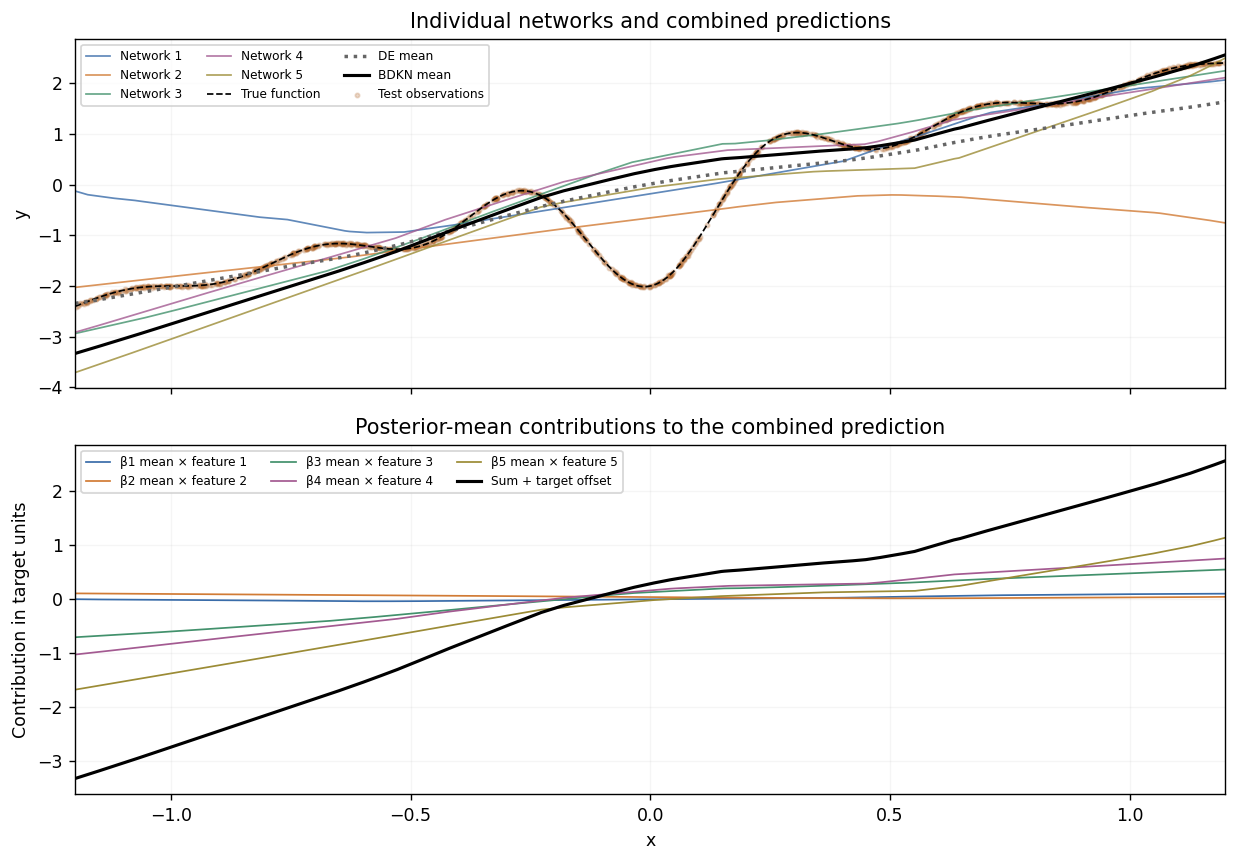 Individual networks and combined predictions
Network 1
Network 2
Network 3
Network 4
Network 5
True function
DE mean
BDKN mean
Test observations
y
2
1
0
−1
−2
−3
−4
Posterior-mean contributions to the combined prediction
β1 mean × feature 1
β2 mean × feature 2
β3 mean × feature 3
β4 mean × feature 4
β5 mean × feature 5
Sum + target offset
Contribution in target units
2
1
0
−1
−2
−3
−1.0
−0.5
0.0
0.5
1.0
x